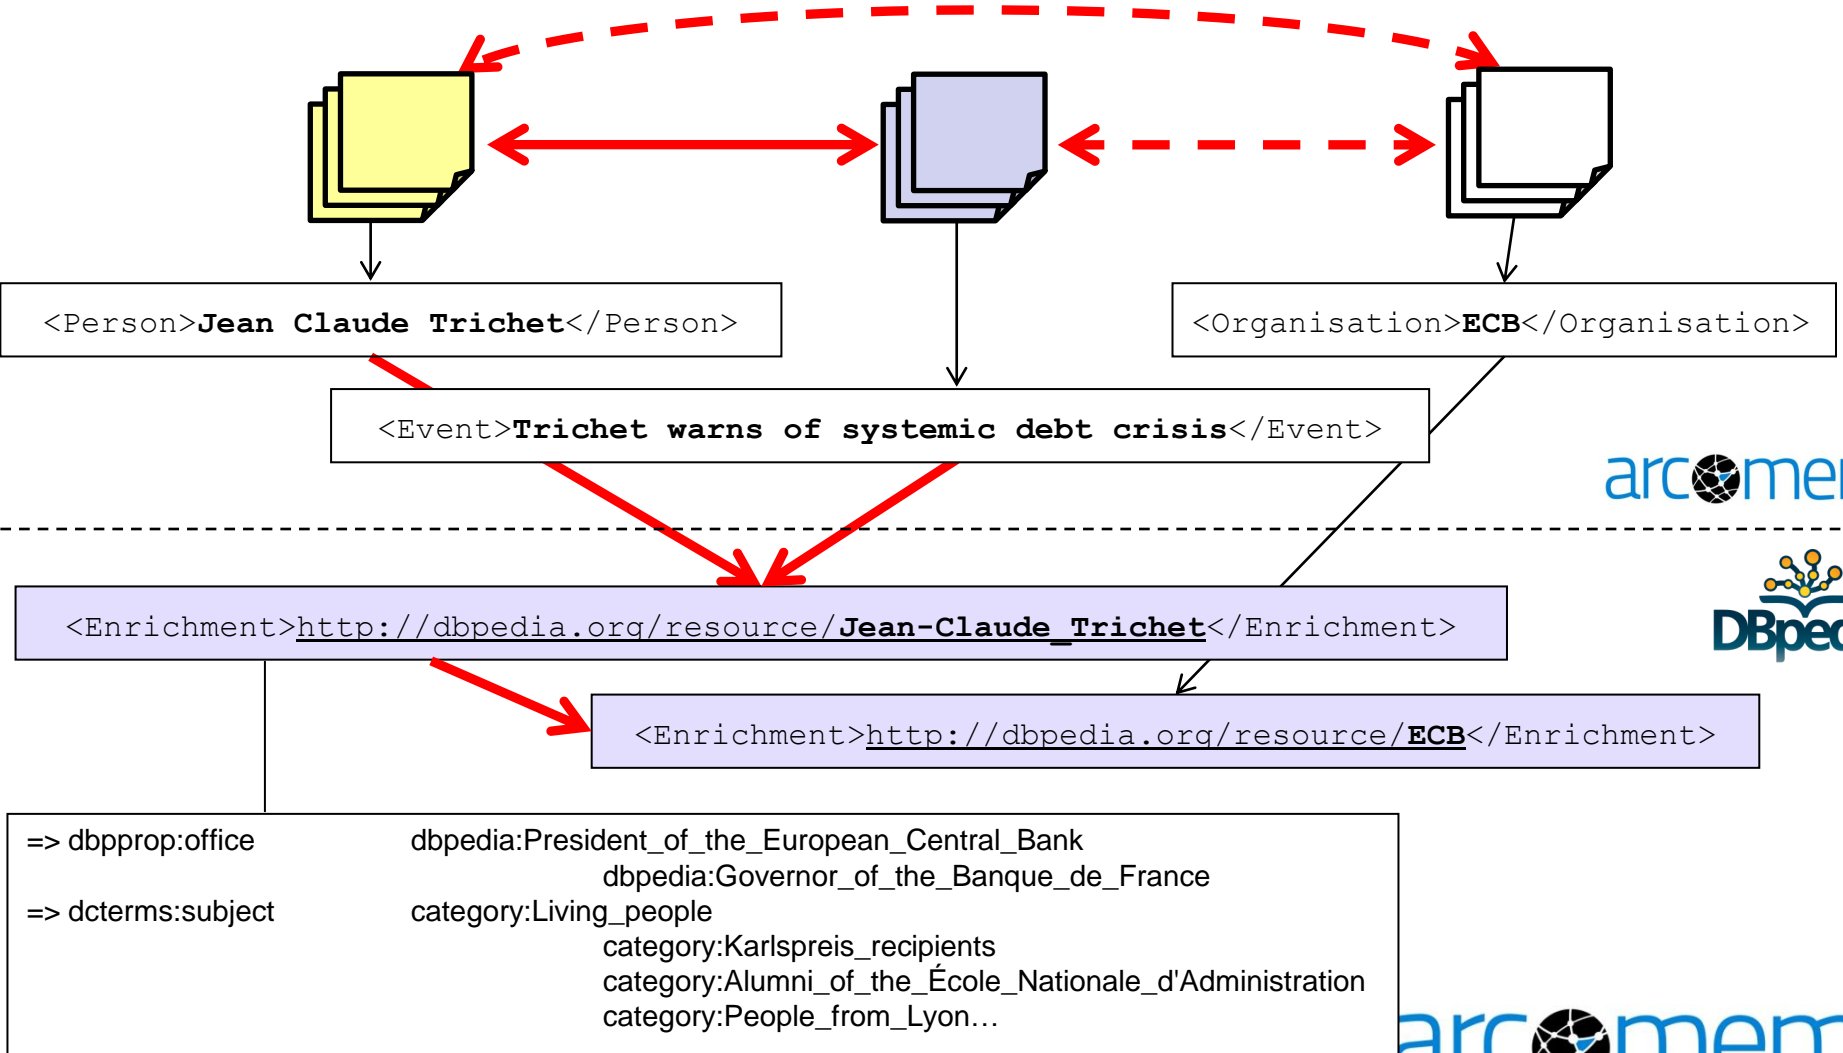 <Person>Jean Claude Trichet</Person>
<Organisation>ECB</Organisation>
<Event>Trichet warns of systemic debt crisis</Event>
<Enrichment>http://dbpedia.org/resource/Jean-Claude_Trichet</Enrichment>
<Enrichment>http://dbpedia.org/resource/ECB</Enrichment>
=> dbpprop:office dbpedia:President_of_the_European_Central_Bank
dbpedia:Governor_of_the_Banque_de_France
=> dcterms:subject category:Living_people
category:Karlspreis_recipients
category:Alumni_of_the_École_Nationale_d'Administration
category:People_from_Lyon…